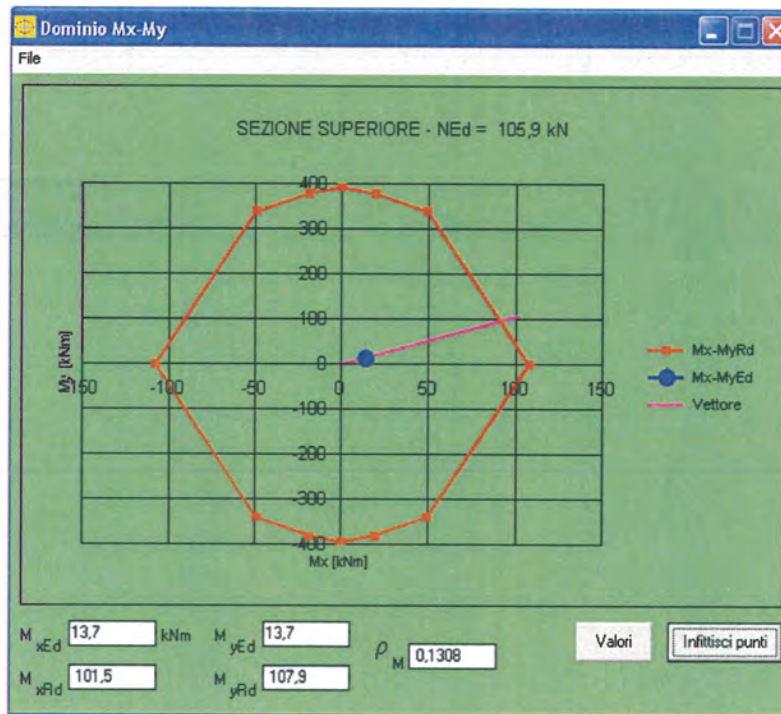 Dominio Mx-My
File
SEZIONE SUPERIORE - NEd = 105,9 kN
400
300
200
100
0
-100
-200
-300
-400
-150 -100 -50 0 50 100 150
My [kNm]
Mx [kNm]
Mx-MyRd
Mx-MyEd
Vettore
M xEd 13,7 kNm M yEd 13,7 ρ M 0,1308 Valori Infittisci punti
M xRd 101,5 M yRd 107,9